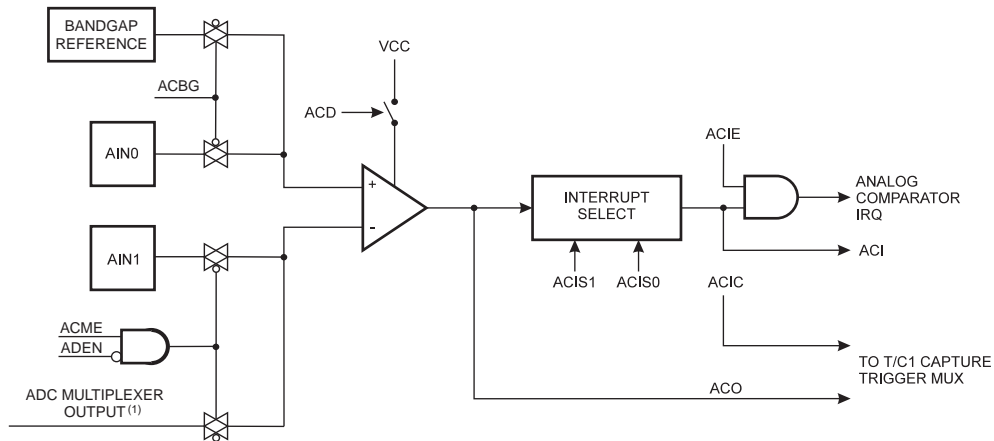 BANDGAP
REFERENCE
VCC
ACBG
ACD
AIN0
ACIE
+
INTERRUPT
SELECT
ANALOG
COMPARATOR
IRQ
-
AIN1
ACI
ACIS1
ACIS0
ACIC
ACME
ADEN
TO T/C1 CAPTURE
TRIGGER MUX
ADC MULTIPLEXER
OUTPUT (1)
ACO